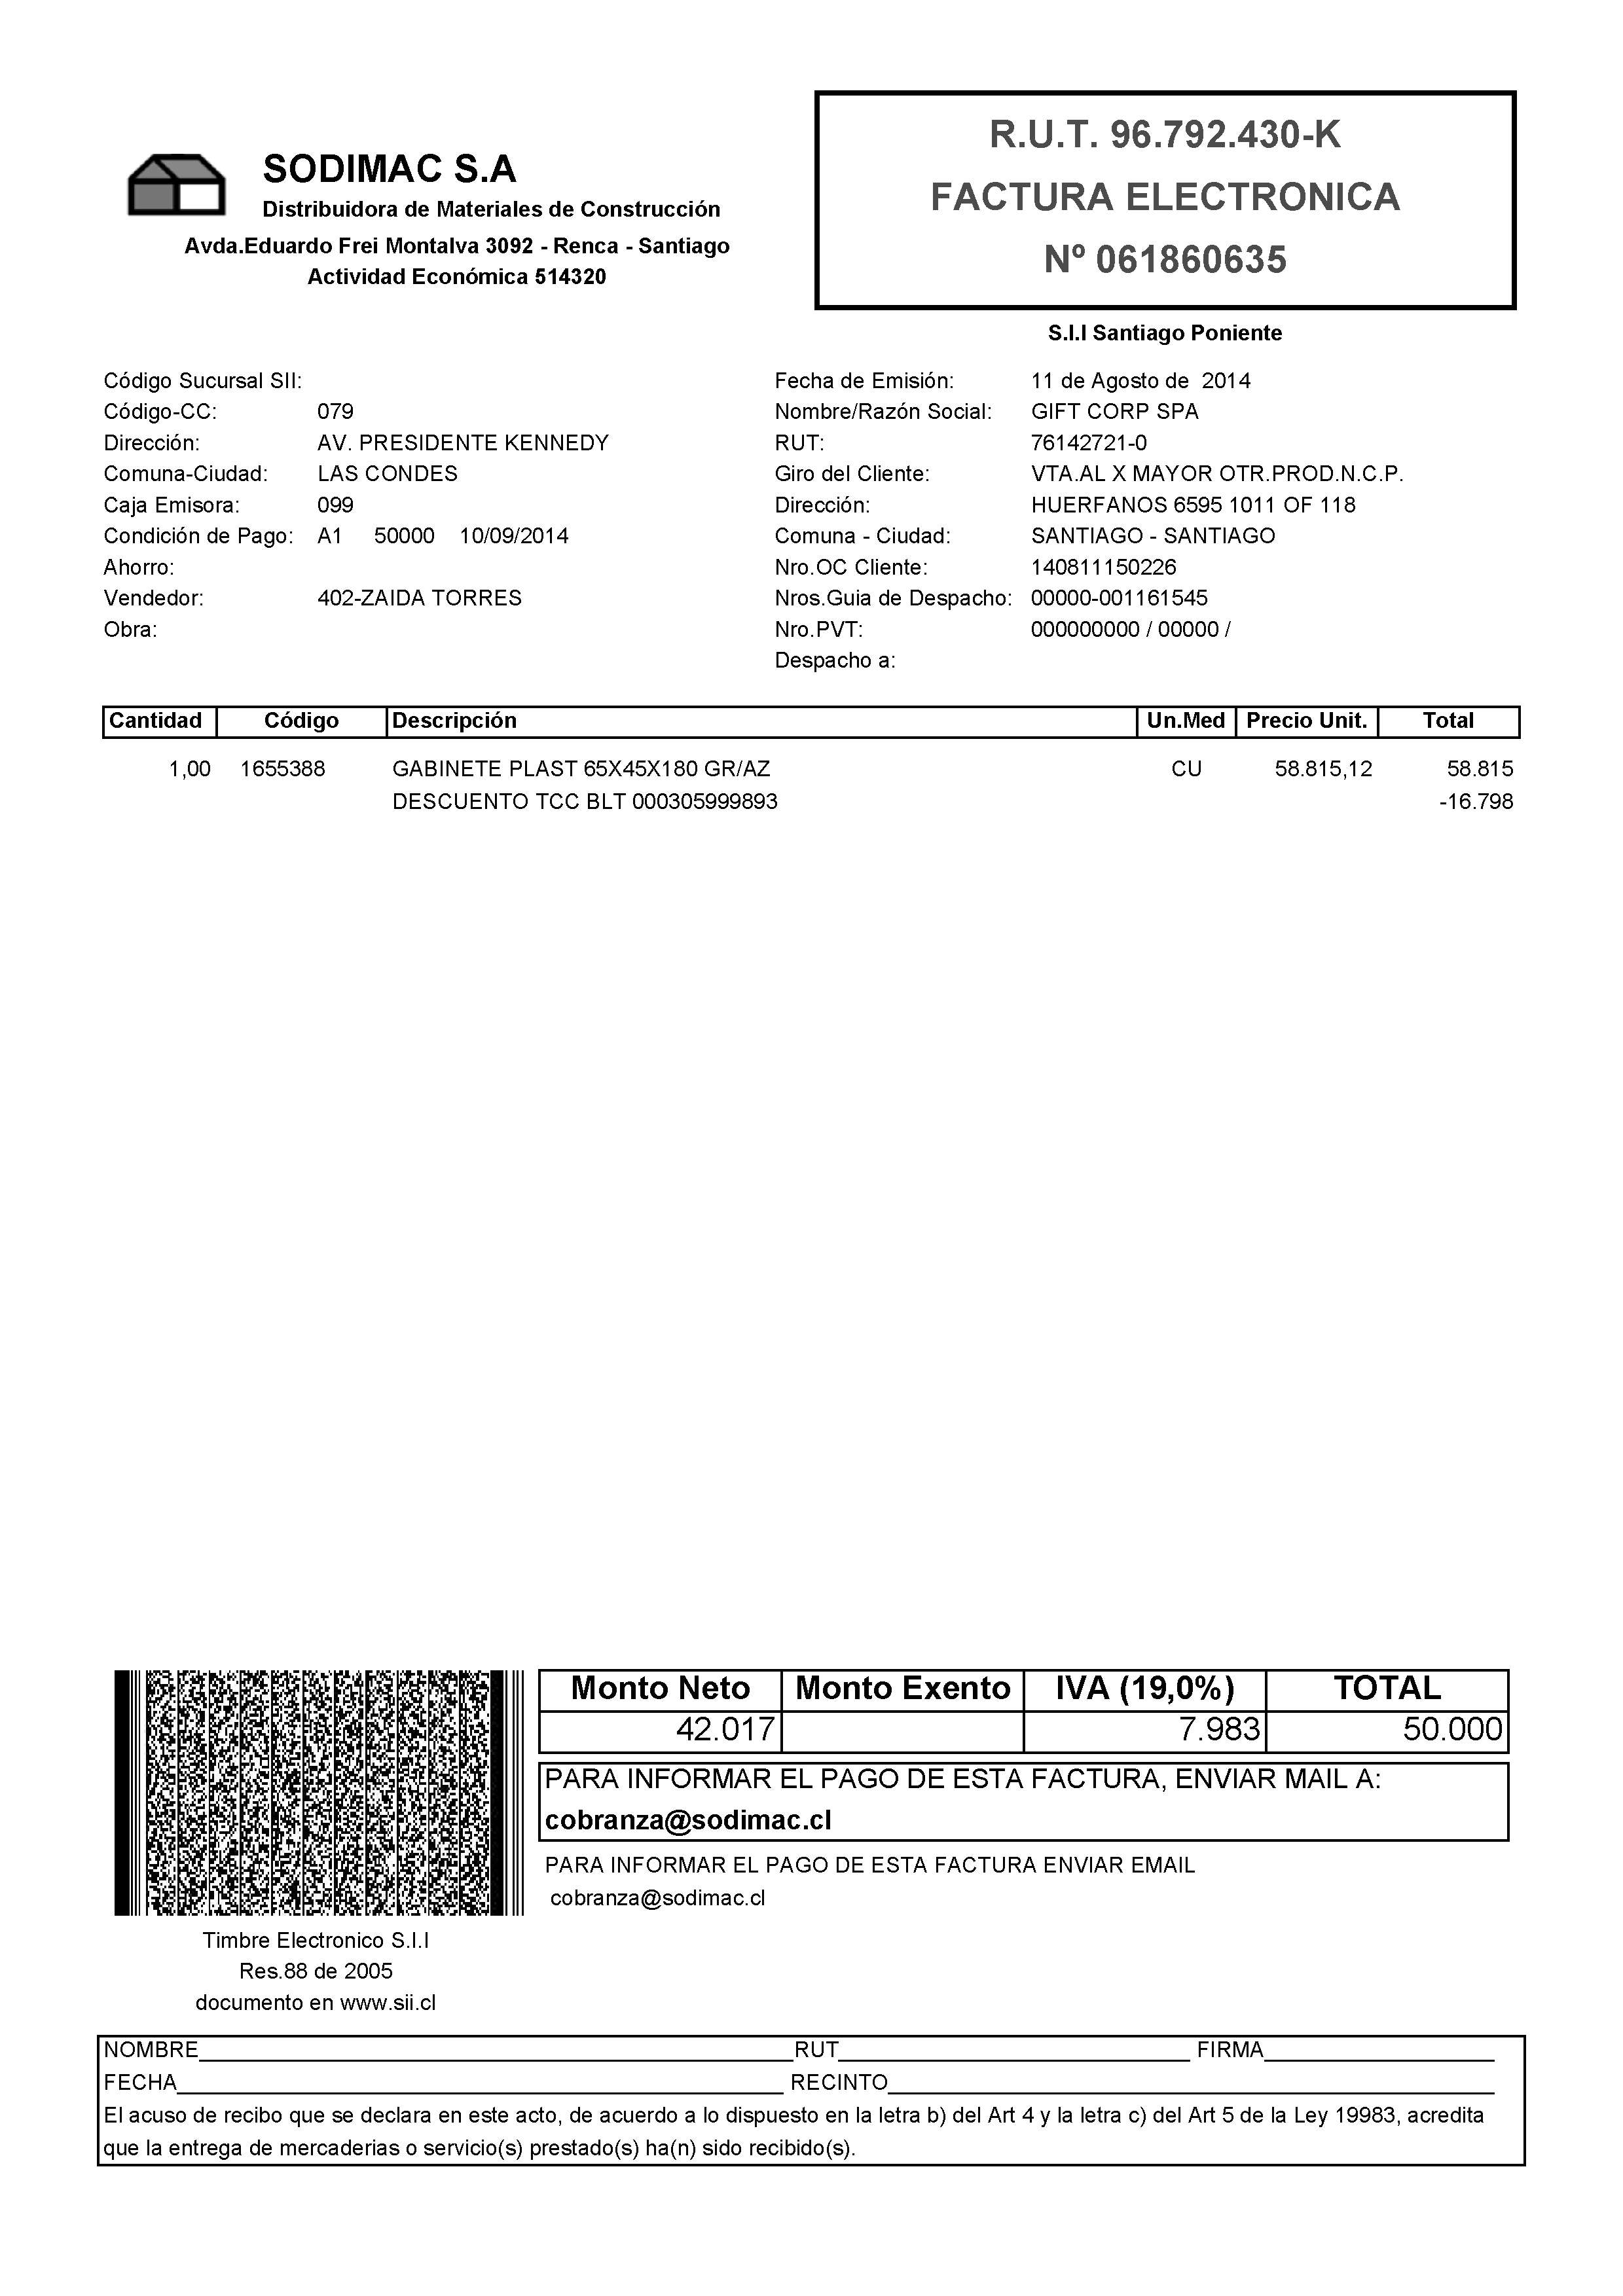 SODIMAC S.A
Distribuidora de Materiales de Construcción
Avda.Eduardo Frei Montalva 3092 - Renca - Santiago
Actividad Económica 514320
R.U.T. 96.792.430-K
FACTURA ELECTRONICA
Nº 061860635
S.I.I Santiago Poniente
Código Sucursal SII:
Código-CC: 079
Dirección: AV. PRESIDENTE KENNEDY
Comuna-Ciudad: LAS CONDES
Caja Emisora: 099
Condición de Pago: A1 50000 10/09/2014
Ahorro:
Vendedor: 402-ZAIDA TORRES
Obra:
Fecha de Emisión: 11 de Agosto de 2014
Nombre/Razón Social: GIFT CORP SPA
RUT: 76142721-0
Giro del Cliente: VTA.AL X MAYOR OTR.PROD.N.C.P.
Dirección: HUERFANOS 6595 1011 OF 118
Comuna - Ciudad: SANTIAGO - SANTIAGO
Nro.OC Cliente: 140811150226
Nros.Guia de Despacho: 00000-001161545
Nro.PVT: 000000000 / 00000 /
Despacho a:
Cantidad Código Descripción Un.Med Precio Unit. Total
1,00 1655388 GABINETE PLAST 65X45X180 GR/AZ CU 58.815,12 58.815
DESCUENTO TCC BLT 000305999893 -16.798
Monto Neto Monto Exento IVA (19,0%) TOTAL
42.017 7.983 50.000
PARA INFORMAR EL PAGO DE ESTA FACTURA, ENVIAR MAIL A:
cobranza@sodimac.cl
PARA INFORMAR EL PAGO DE ESTA FACTURA ENVIAR EMAIL
cobranza@sodimac.cl
Timbre Electronico S.I.I
Res.88 de 2005
documento en www.sii.cl
NOMBRE RUT FIRMA
FECHA RECINTO
El acuso de recibo que se declara en este acto, de acuerdo a lo dispuesto en la letra b) del Art 4 y la letra c) del Art 5 de la Ley 19983, acredita
que la entrega de mercaderias o servicio(s) prestado(s) ha(n) sido recibido(s).